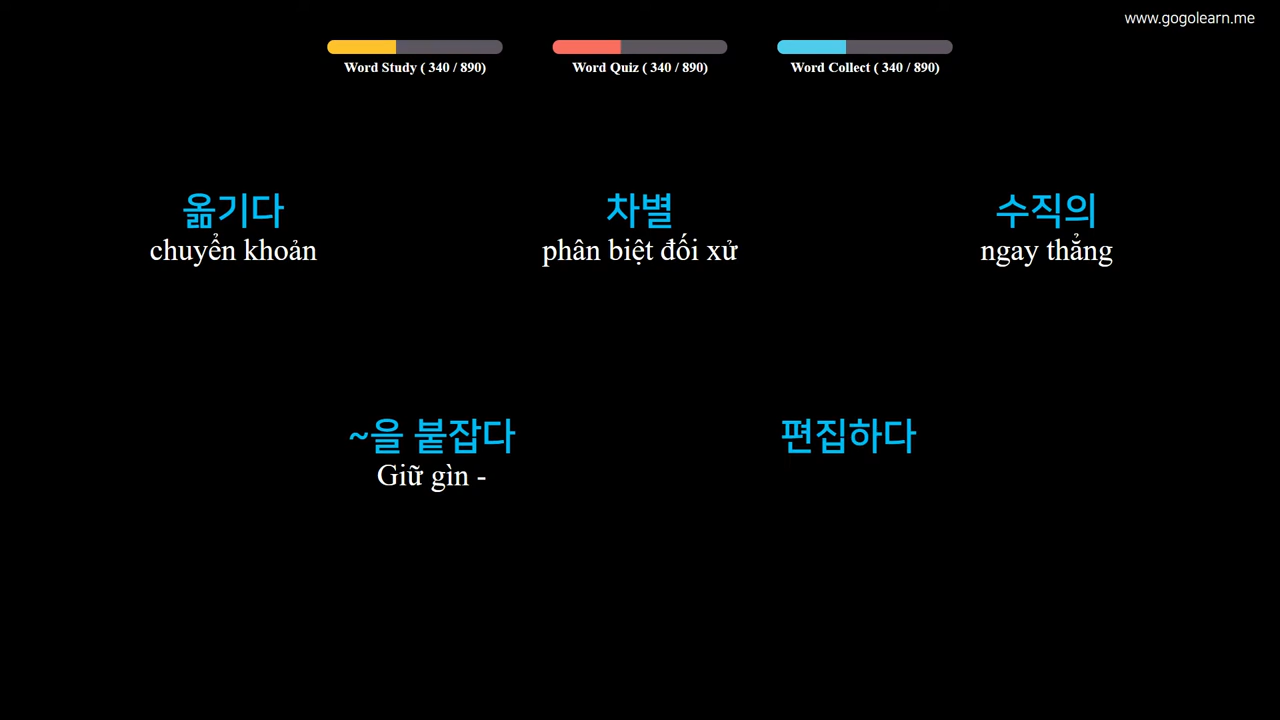 www.gogolearn.me
Word Study ( 340 / 890)
Word Quiz ( 340 / 890)
Word Collect ( 340 / 890)
옮기다
chuyển khoản
차별
phân biệt đối xử
수직의
ngay thẳng
~을 붙잡다
Giữ gìn -
편집하다